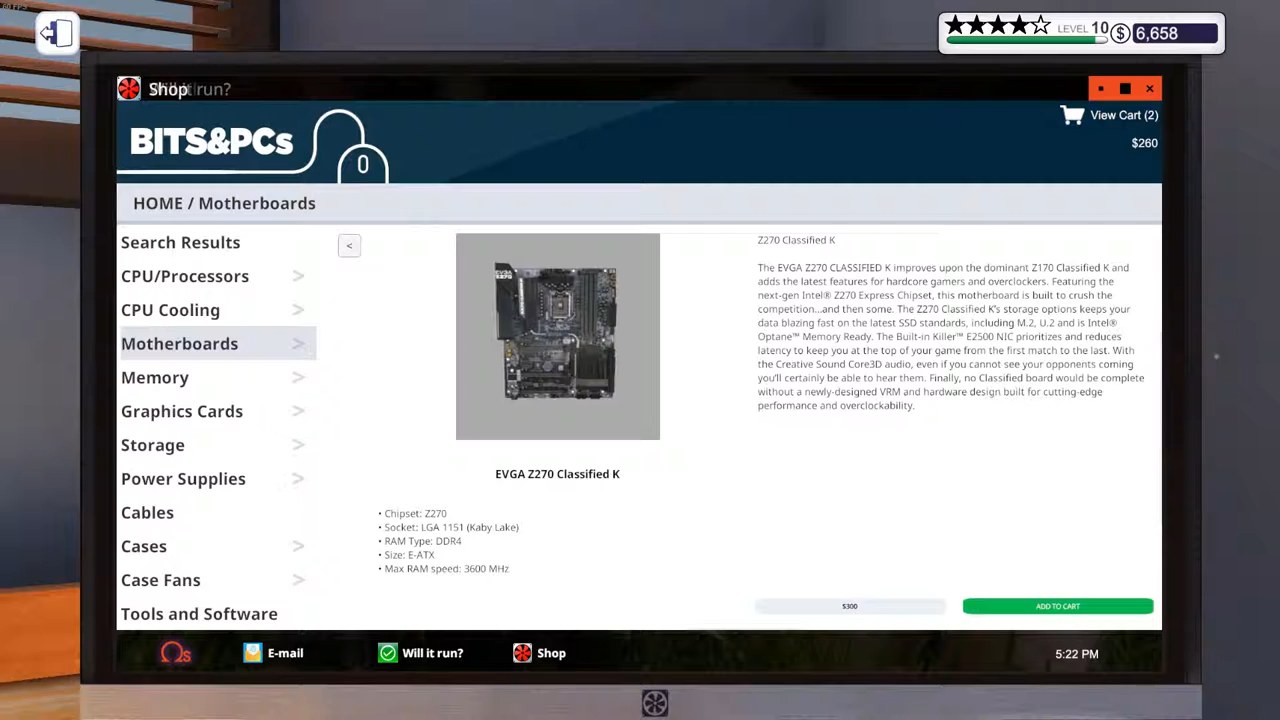 LEVEL 10
$ 6,658
Shop
BITS&PCs
View Cart (2)
$260
HOME / Motherboards
Search Results
CPU/Processors >
CPU Cooling >
Motherboards >
Memory >
Graphics Cards >
Storage >
Power Supplies >
Cables
Cases >
Case Fans >
Tools and Software
<
EVGA Z270 Classified K
• Chipset: Z270
• Socket: LGA 1151 (Kaby Lake)
• RAM Type: DDR4
• Size: E-ATX
• Max RAM speed: 3600 MHz
Z270 Classified K
The EVGA Z270 CLASSIFIED K improves upon the dominant Z170 Classified K and
adds the latest features for hardcore gamers and overclockers. Featuring the
next-gen Intel® Z270 Express Chipset, this motherboard is built to crush the
competition...and then some. The Z270 Classified K's storage options keeps your
data blazing fast on the latest SSD standards, including M.2, U.2 and is Intel®
Optane™ Memory Ready. The Built-in Killer™ E2500 NIC prioritizes and reduces
latency to keep you at the top of your game from the first match to the last. With
the Creative Sound Core3D audio, even if you cannot see your opponents coming
you'll certainly be able to hear them. Finally, no Classified board would be complete
without a newly-designed VRM and hardware design built for cutting-edge
performance and overclockability.
$300
ADD TO CART
E-mail
Will it run?
Shop
5:22 PM